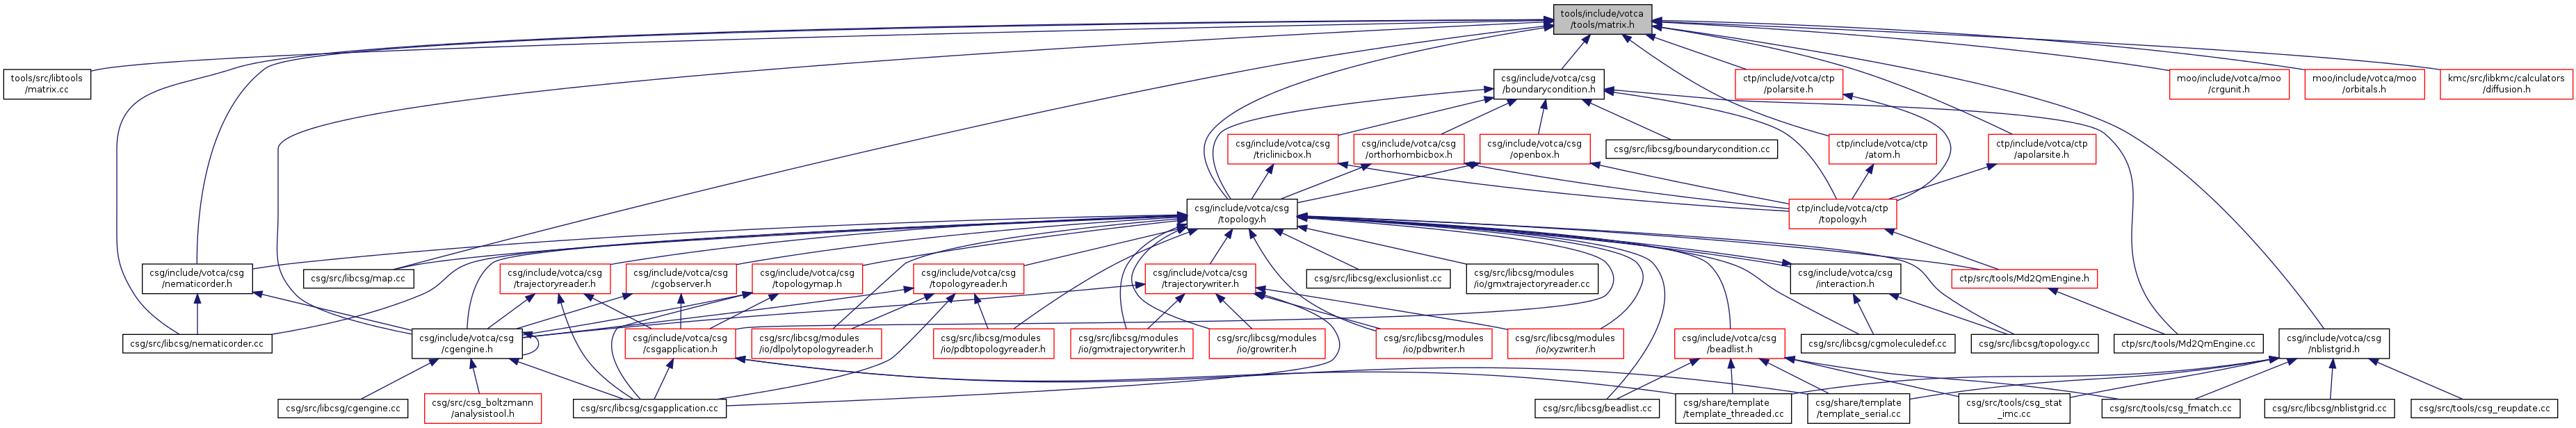 tools/include/votca
/tools/matrix.h
tools/src/libtools
/matrix.cc
csg/include/votca/csg
/boundarycondition.h
ctp/include/votca/ctp
/polarsite.h
moo/include/votca/moo
/crgunit.h
moo/include/votca/moo
/orbitals.h
kmc/src/libkmc/calculators
/diffusion.h
csg/include/votca/csg
/triclinicbox.h
csg/include/votca/csg
/orthorhombicbox.h
csg/include/votca/csg
/openbox.h
csg/src/libcsg/boundarycondition.cc
ctp/include/votca/ctp
/atom.h
ctp/include/votca/ctp
/apolarsite.h
csg/include/votca/csg
/topology.h
ctp/include/votca/ctp
/topology.h
csg/include/votca/csg
/nematicorder.h
csg/src/libcsg/map.cc
csg/include/votca/csg
/trajectoryreader.h
csg/include/votca/csg
/cgobserver.h
csg/include/votca/csg
/topologymap.h
csg/include/votca/csg
/topologyreader.h
csg/include/votca/csg
/trajectorywriter.h
csg/src/libcsg/exclusionlist.cc
csg/src/libcsg/modules
/io/gmxtrajectoryreader.cc
csg/include/votca/csg
/interaction.h
ctp/src/tools/Md2QmEngine.h
csg/src/libcsg/nematicorder.cc
csg/include/votca/csg
/cgengine.h
csg/include/votca/csg
/csgapplication.h
csg/src/libcsg/modules
/io/dlpolytopologyreader.h
csg/src/libcsg/modules
/io/pdbtopologyreader.h
csg/src/libcsg/modules
/io/gmxtrajectorywriter.h
csg/src/libcsg/modules
/io/growriter.h
csg/src/libcsg/modules
/io/pdbwriter.h
csg/src/libcsg/modules
/io/xyzwriter.h
csg/include/votca/csg
/beadlist.h
csg/src/libcsg/cgmoleculedef.cc
csg/src/libcsg/topology.cc
ctp/src/tools/Md2QmEngine.cc
csg/include/votca/csg
/nblistgrid.h
csg/src/libcsg/cgengine.cc
csg/src/csg_boltzmann
/analysistool.h
csg/src/libcsg/csgapplication.cc
csg/src/libcsg/beadlist.cc
csg/share/template
/template_threaded.cc
csg/share/template
/template_serial.cc
csg/src/tools/csg_stat
_imc.cc
csg/src/tools/csg_fmatch.cc
csg/src/libcsg/nblistgrid.cc
csg/src/tools/csg_reupdate.cc